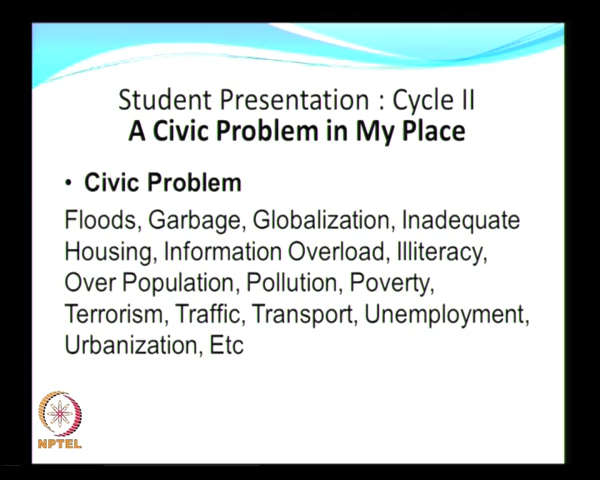 Student Presentation : Cycle II
A Civic Problem in My Place
• Civic Problem
Floods, Garbage, Globalization, Inadequate
Housing, Information Overload, Illiteracy,
Over Population, Pollution, Poverty,
Terrorism, Traffic, Transport, Unemployment,
Urbanization, Etc
NPTEL